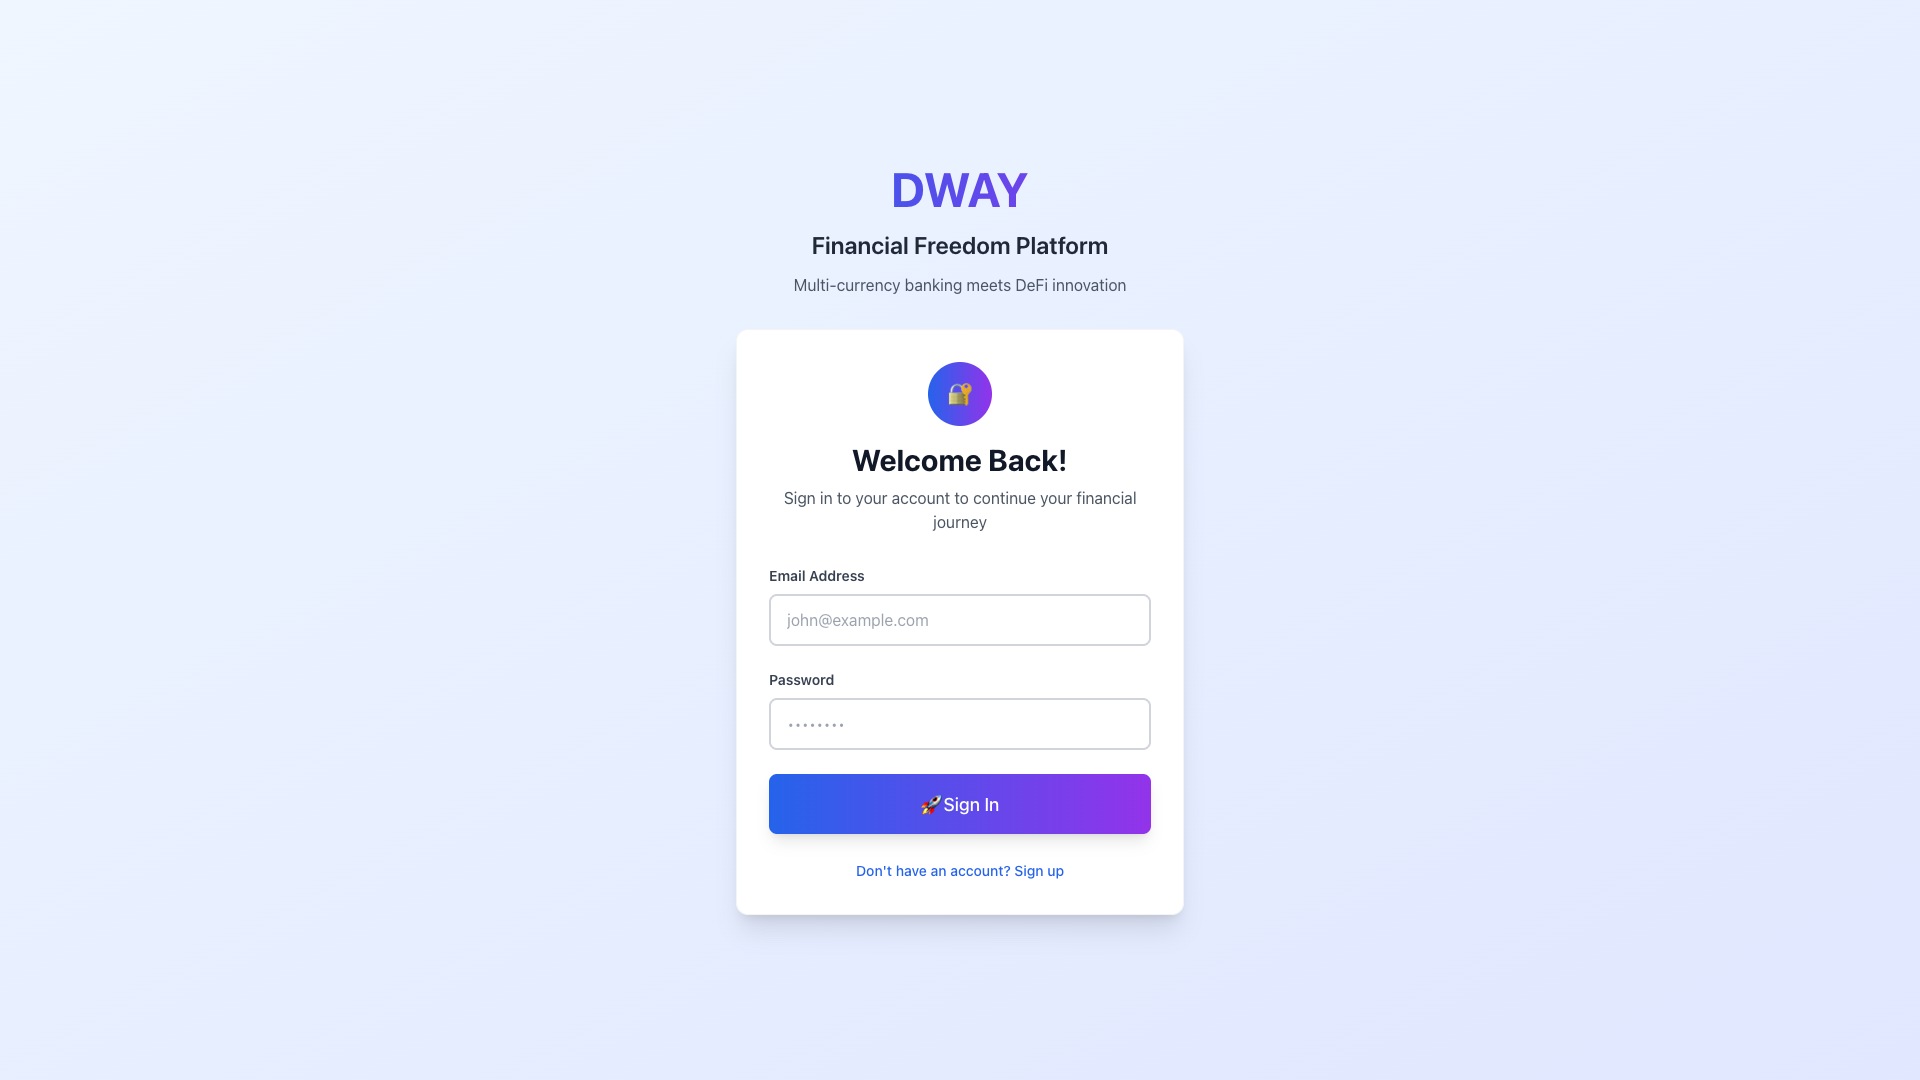 DWAY
Financial Freedom Platform
Multi-currency banking meets DeFi innovation
Welcome Back!
Sign in to your account to continue your financial
journey
Email Address
john@example.com
Password
••••••••
🚀Sign In
Don't have an account? Sign up